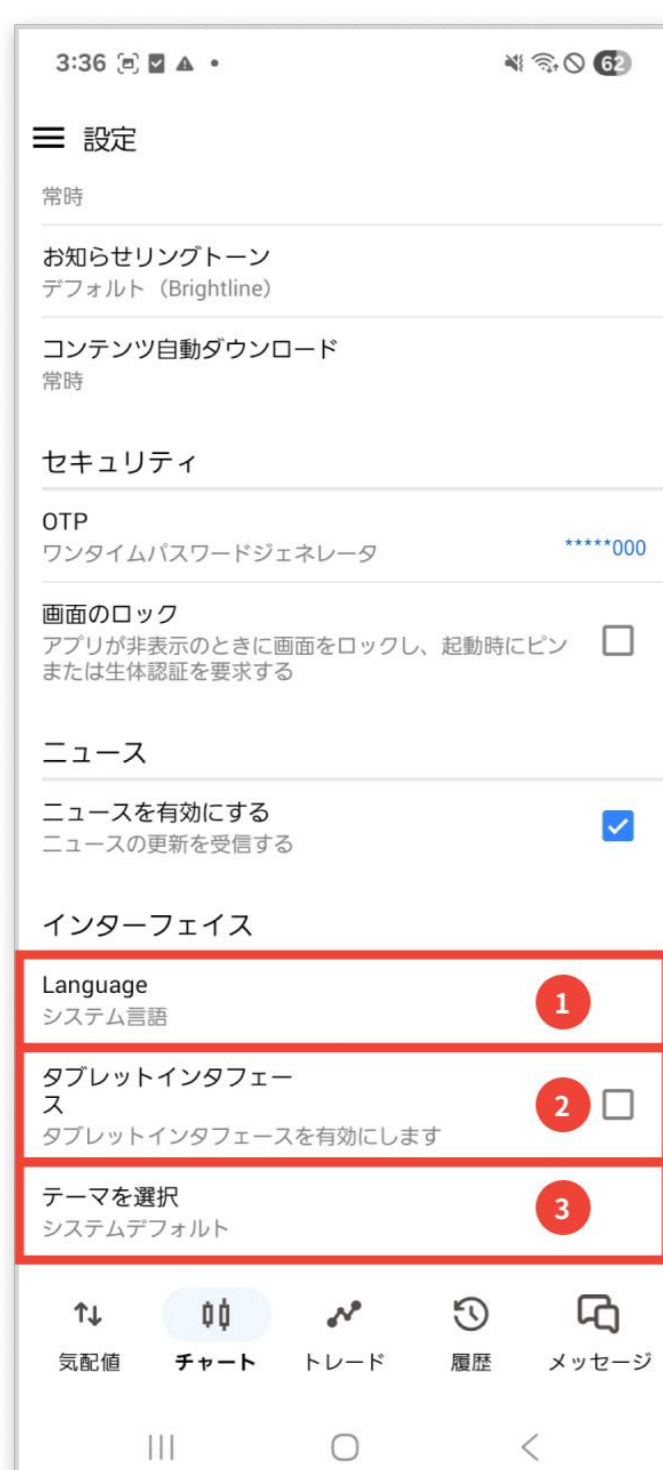 3:36
62
設定
常時
お知らせリングトーン
デフォルト（Brightline）
コンテンツ自動ダウンロード
常時
セキュリティ
OTP
ワンタイムパスワードジェネレータ
*****000
画面のロック
アプリが非表示のときに画面をロックし、起動時にピン
または生体認証を要求する
ニュース
ニュースを有効にする
ニュースの更新を受信する
インターフェイス
Language
システム言語
1
タブレットインタフェー
ス
タブレットインタフェースを有効にします
2
テーマを選択
システムデフォルト
3
気配値 チャート トレード 履歴 メッセージ